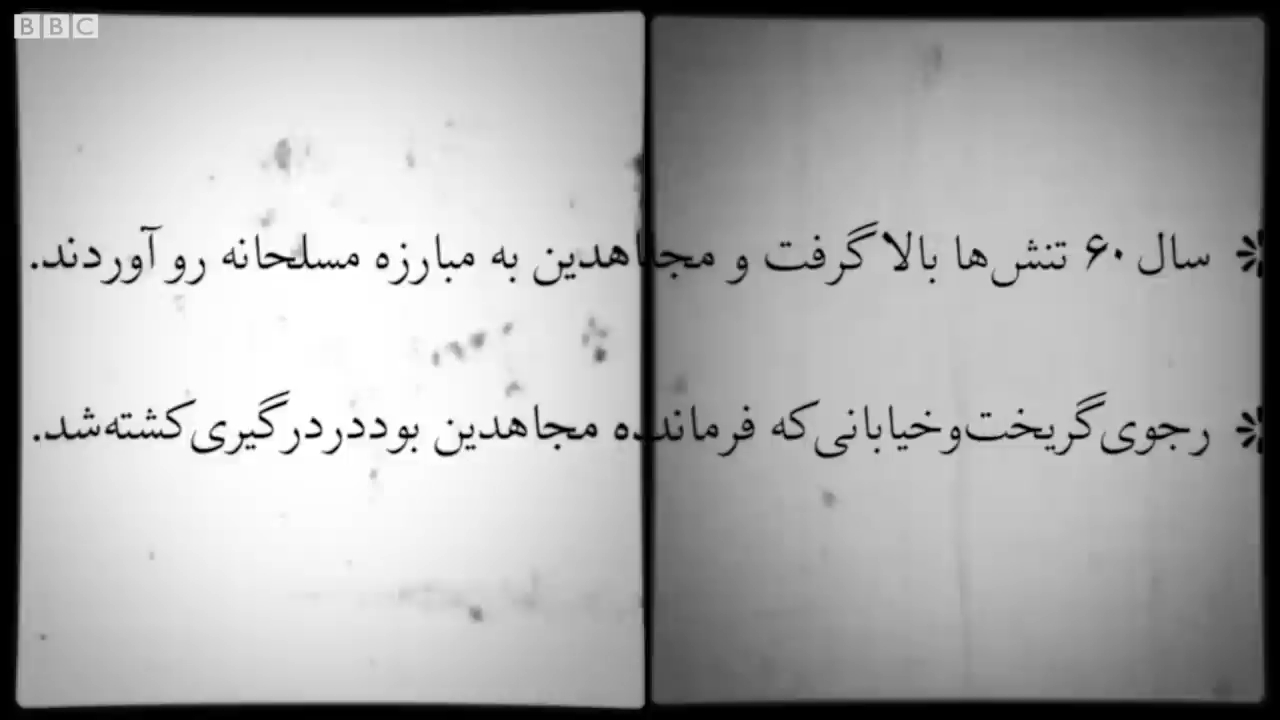 BBC
سال ۶۰ تنش‌ها بالا گرفت و مجاهدین به مبارزه مسلحانه رو آوردند.
رجوی گریخت و خیابانی که فرمانده مجاهدین بود در درگیری کشته شد.